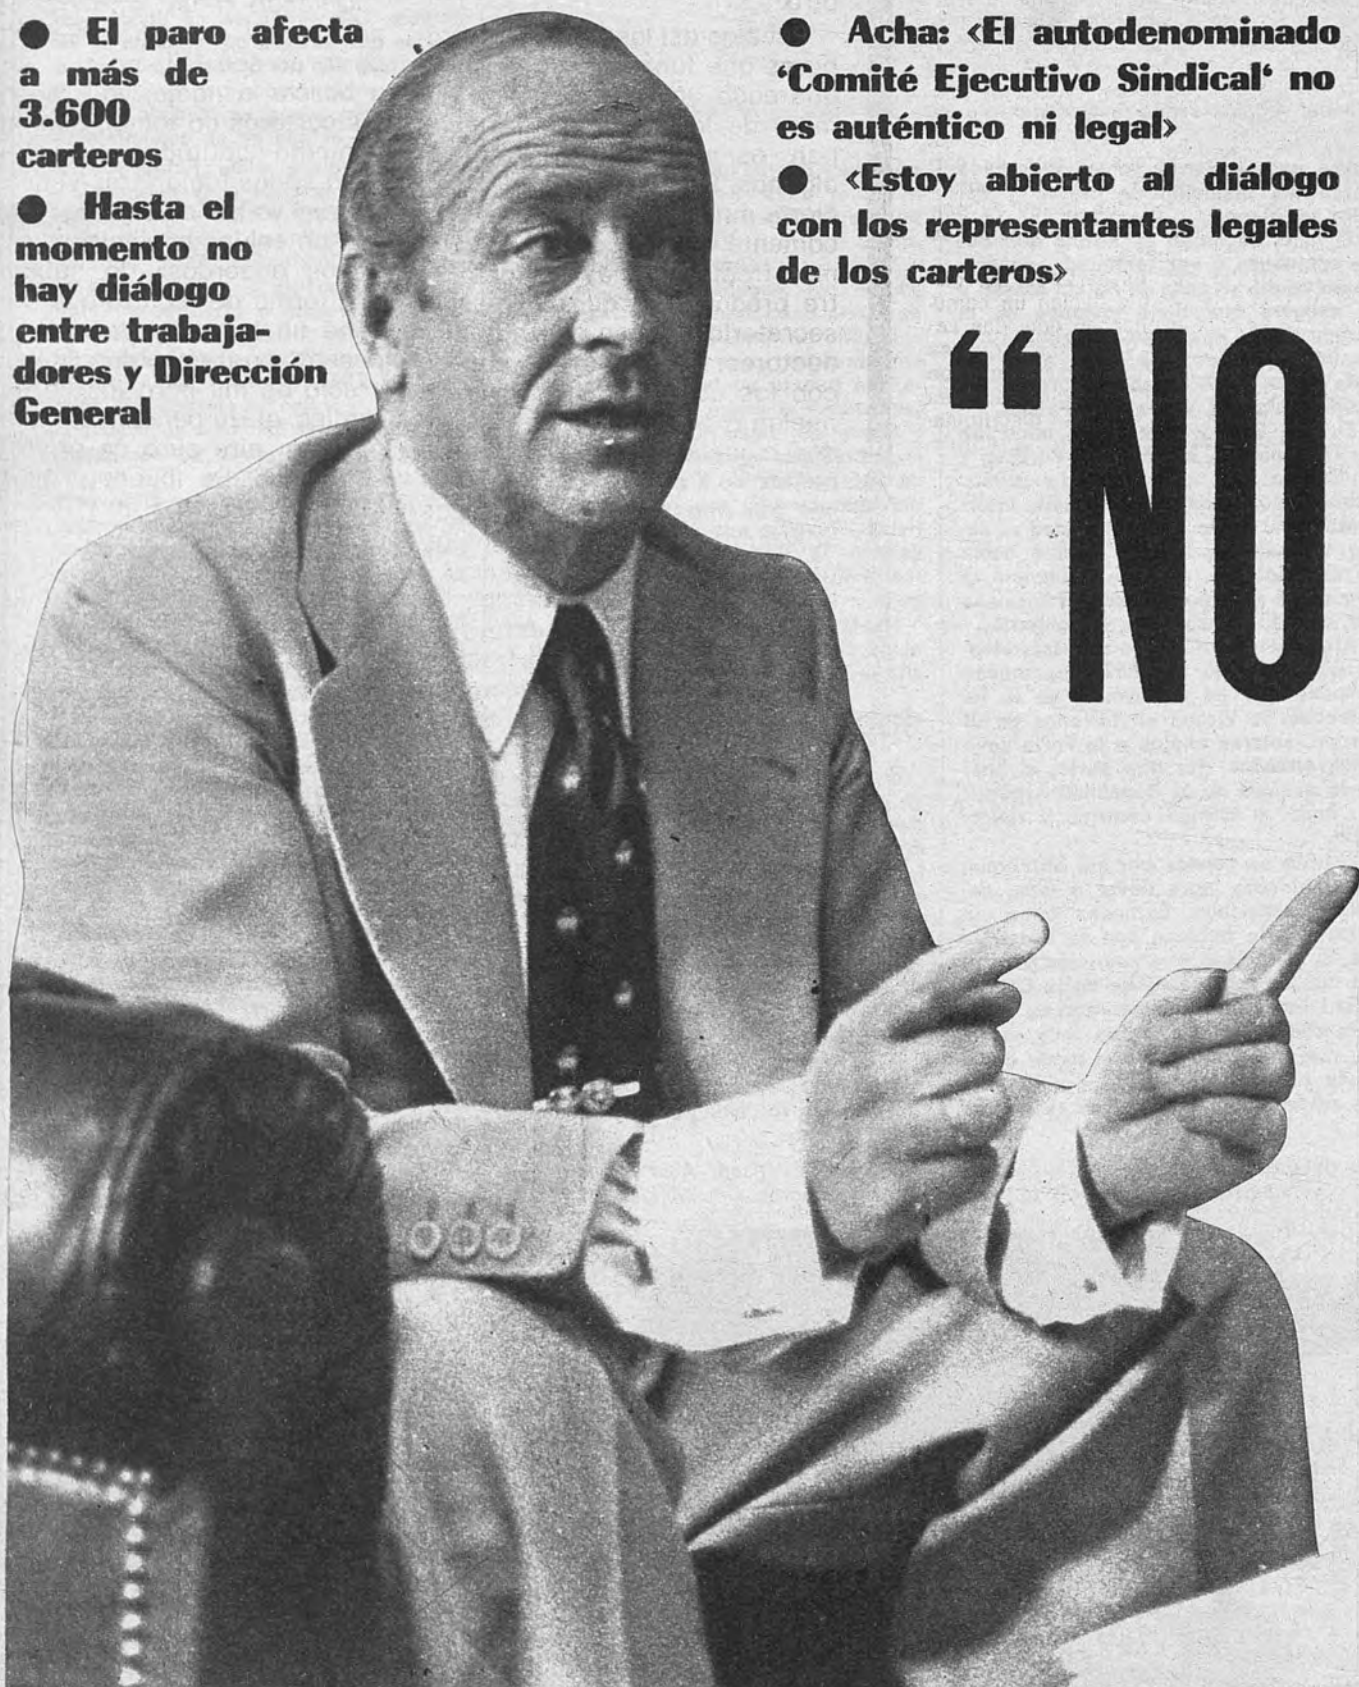 ● El paro afecta
a más de
3.600
carteros
● Hasta el
momento no
hay diálogo
entre trabaja-
dores y Dirección
General
● Acha: «El autodenominado
‘Comité Ejecutivo Sindical‘ no
es auténtico ni legal»
● «Estoy abierto al diálogo
con los representantes legales
de los carteros»
“NO